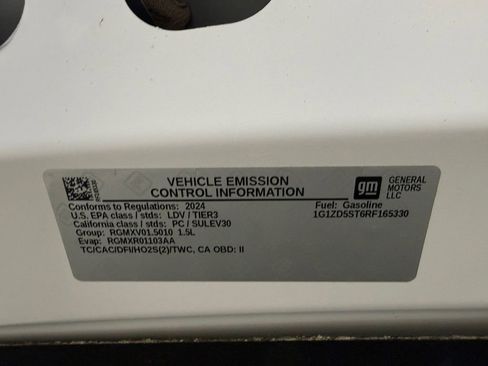 VEHICLE EMISSION
CONTROL INFORMATION
gm
GENERAL
MOTORS
LLC
Conforms to Regulations: 2024
Fuel: Gasoline
U.S. EPA class / stds: LDV / TIER3
1G1ZD5ST6RF165330
California class / stds: PC / SULEV30
Group: RGMXV01.5010 1.5L
Evap: RGMXR01103AA
TC/CAC/DFI/HO2S(2)/TWC, CA OBD: II